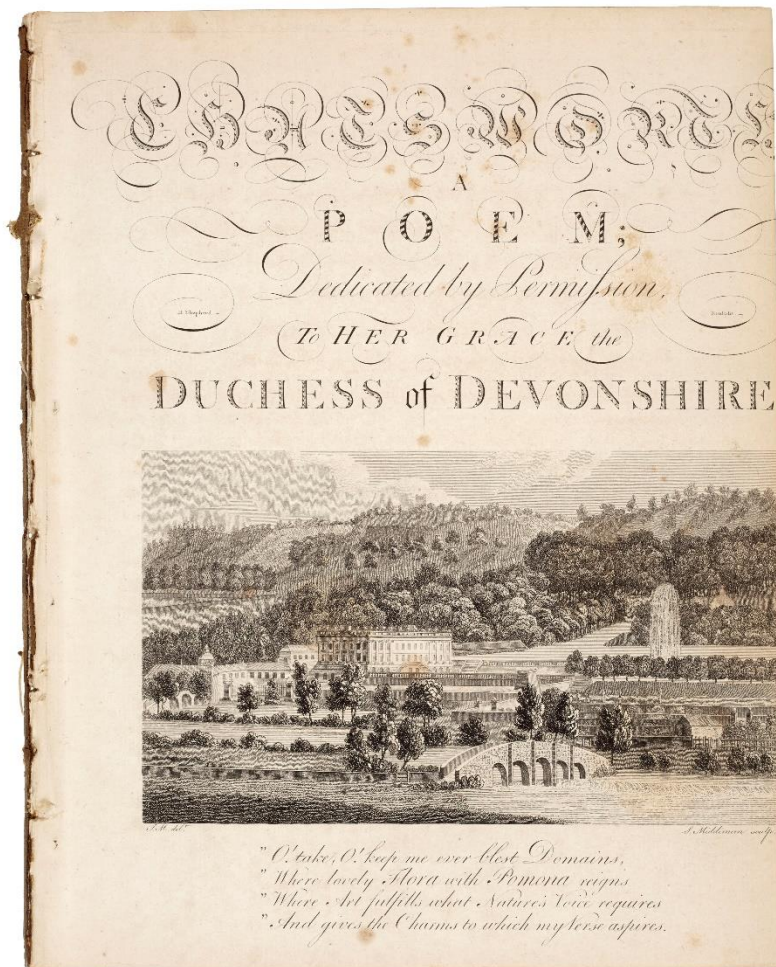 CHATSWORTH
A
POEM;
Dedicated by Permiſsion,
To HER GRACE the
DUCHESS of DEVONSHIRE
S. Middiman sculp.
" O! take, O! keep me ever blest Domains,
" Where lovely Flora with Pomona reigns
" Where Art fulfills what Nature's Voice requires
" And gives the Charms to which my Verse aspires.